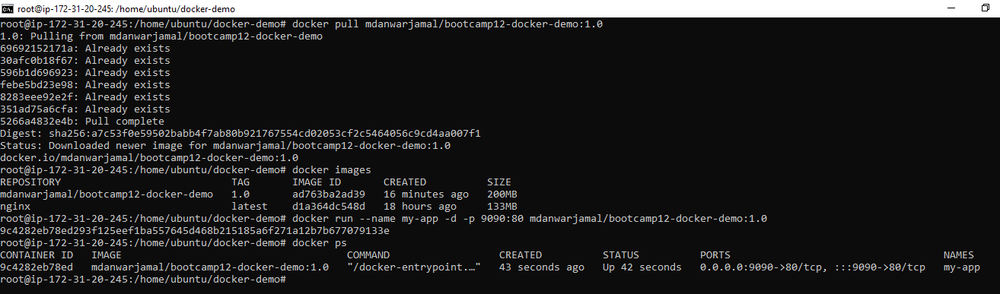 root@ip-172-31-20-245: /home/ubuntu/docker-demo
root@ip-172-31-20-245:/home/ubuntu/docker-demo# docker pull mdanwarjamal/bootcamp12-docker-demo:1.0
1.0: Pulling from mdanwarjamal/bootcamp12-docker-demo
69692152171a: Already exists
30afc0b18f67: Already exists
596b1d696923: Already exists
febe5bd23e98: Already exists
8283eee92e2f: Already exists
351ad75a6cfa: Already exists
5266a4832e4b: Pull complete
Digest: sha256:a7c53f0e59502babb4f7ab80b921767554cd02053cf2c5464056c9cd4aa007f1
Status: Downloaded newer image for mdanwarjamal/bootcamp12-docker-demo:1.0
docker.io/mdanwarjamal/bootcamp12-docker-demo:1.0
root@ip-172-31-20-245:/home/ubuntu/docker-demo# docker images
REPOSITORY TAG IMAGE ID CREATED SIZE
mdanwarjamal/bootcamp12-docker-demo 1.0 ad763ba2ad39 16 minutes ago 200MB
nginx latest d1a364dc548d 18 hours ago 133MB
root@ip-172-31-20-245:/home/ubuntu/docker-demo# docker run --name my-app -d -p 9090:80 mdanwarjamal/bootcamp12-docker-demo:1.0
9c4282eb78ed293f125eef1ba557645d468b215185a6f271a12b7b677079133e
root@ip-172-31-20-245:/home/ubuntu/docker-demo# docker ps
CONTAINER ID IMAGE COMMAND CREATED STATUS PORTS NAMES
9c4282eb78ed mdanwarjamal/bootcamp12-docker-demo:1.0 "/docker-entrypoint.…" 43 seconds ago Up 42 seconds 0.0.0.0:9090->80/tcp, :::9090->80/tcp my-app
root@ip-172-31-20-245:/home/ubuntu/docker-demo#